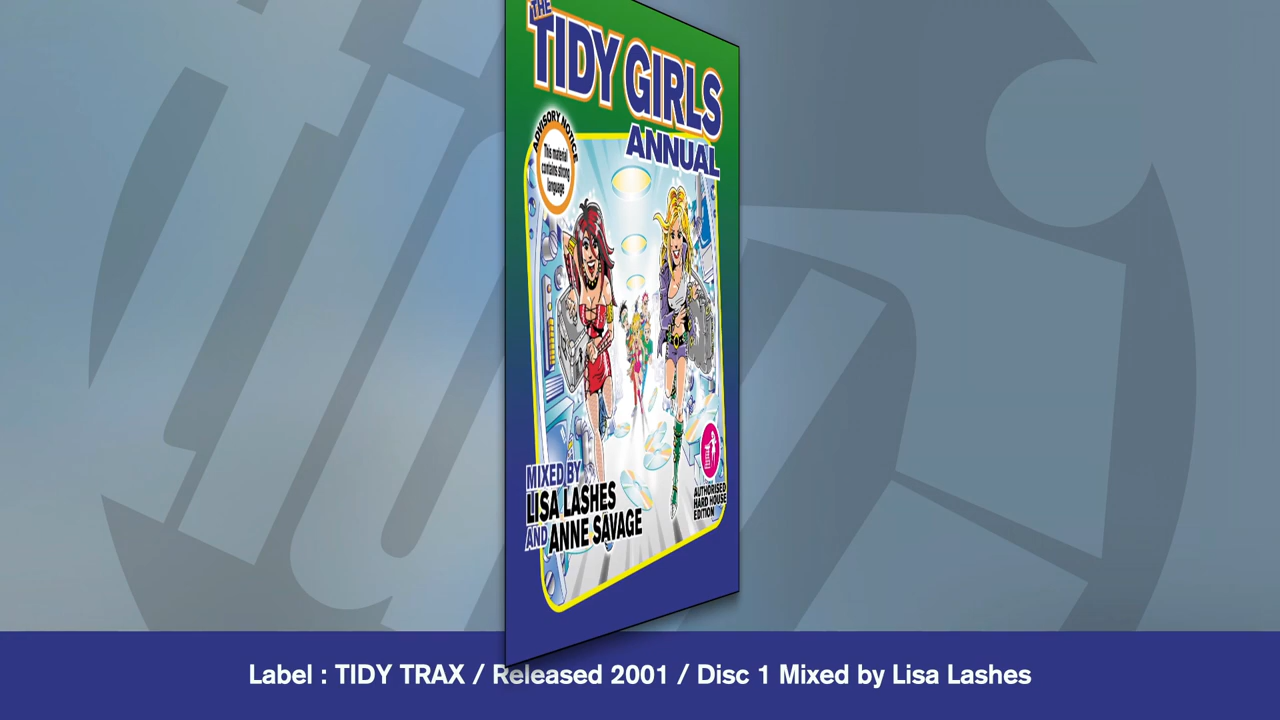 THE
TIDY GIRLS
ANNUAL
ADVISORY NOTICE
This material
contains strong
language
MIXED BY
LISA LASHES
AND ANNE SAVAGE
AUTHORISED
HARD HOUSE
EDITION
Label : TIDY TRAX / Released 2001 / Disc 1 Mixed by Lisa Lashes